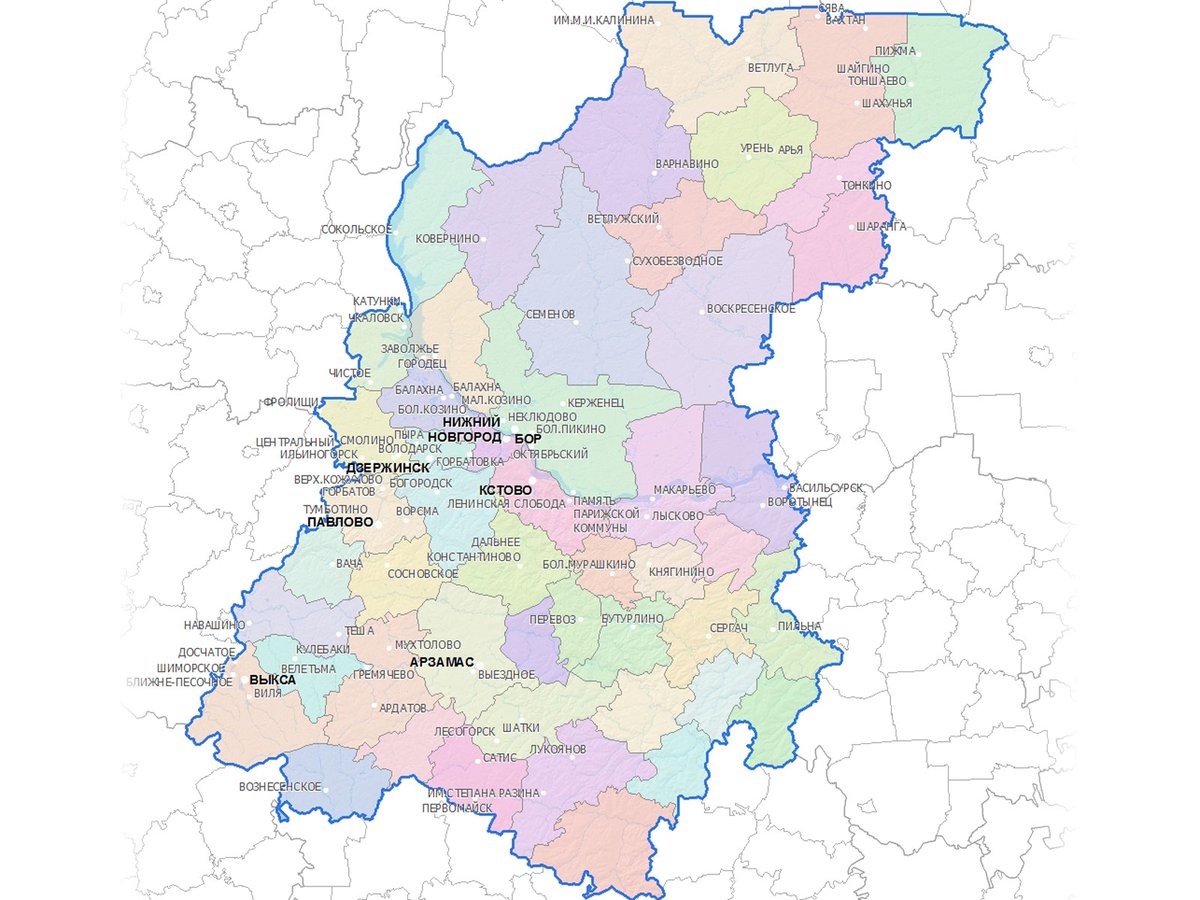 СЯВА
ИМ.М.И.КАЛИНИНА
ВАХТАН
ПИЖМА
ВЕТЛУГА
ШАЙГИНО
ТОНШАЕВО
ШАХУНЬЯ
УРЕНЬ АРЬЯ
ВАРНАВИНО
ТОНКИНО
ВЕТЛУЖСКИЙ
ШАРАНГА
СОКОЛЬСКОЕ
КОВЕРНИНО
СУХОБЕЗВОДНОЕ
КАТУНКИ
ВОСКРЕСЕНСКОЕ
ЧКАЛОВСК
СЕМЕНОВ
ЗАВОЛЖЬЕ
ГОРОДЕЦ
ЧИСТОЕ
БАЛАХНА
БАЛАХНА
ФРОЛИЩИ
МАЛ.КОЗИНО
КЕРЖЕНЕЦ
БОЛ.КОЗИНО
НЕКЛЮДОВО
НИЖНИЙ
НОВГОРОД
БОР
БОЛ.ПИКИНО
ПЫРА
ЦЕНТРАЛЬНЫЙ
СМОЛИНО
ВОЛОДАРСК
ИЛЬИНОГОРСК
ОКТЯБРЬСКИЙ
ГОРБАТОВКА
ДЗЕРЖИНСК
ВЕРХ.КОЖУХОВО
БОГОРОДСК
ГОРБАТОВ
КСТОВО
МАКАРЬЕВО
ВАСИЛЬСУРСК
ВОРОТЫНЕЦ
ЛЕНИНСКАЯ СЛОБОДА
ПАМЯТЬ
ПАРИЖСКОЙ
КОММУНЫ
ТУМБОТИНО
ВОРСМА
ЛЫСКОВО
ПАВЛОВО
ДАЛЬНЕЕ
КОНСТАНТИНОВО
ВАЧА
БОЛ.МУРАШКИНО
СОСНОВСКОЕ
КНЯГИНИНО
НАВАШИНО
ТЕША
ПЕРЕВОЗ
БУТУРЛИНО
СЕРГАЧ
ПИЛЬНА
МУХТОЛОВО
ДОСЧАТОЕ
КУЛЕБАКИ
АРЗАМАС
ШИМОРСКОЕ
ВЕЛЕТЬМА
ГРЕМЯЧЕВО
ВЫЕЗДНОЕ
БЛИЖНЕ-ПЕСОЧНОЕ
ВЫКСА
ВИЛЯ
АРДАТОВ
ЛЕСОГОРСК
ШАТКИ
ЛУКОЯНОВ
САТИС
ВОЗНЕСЕНСКОЕ
ИМ.СТЕПАНА РАЗИНА
ПЕРВОМАЙСК